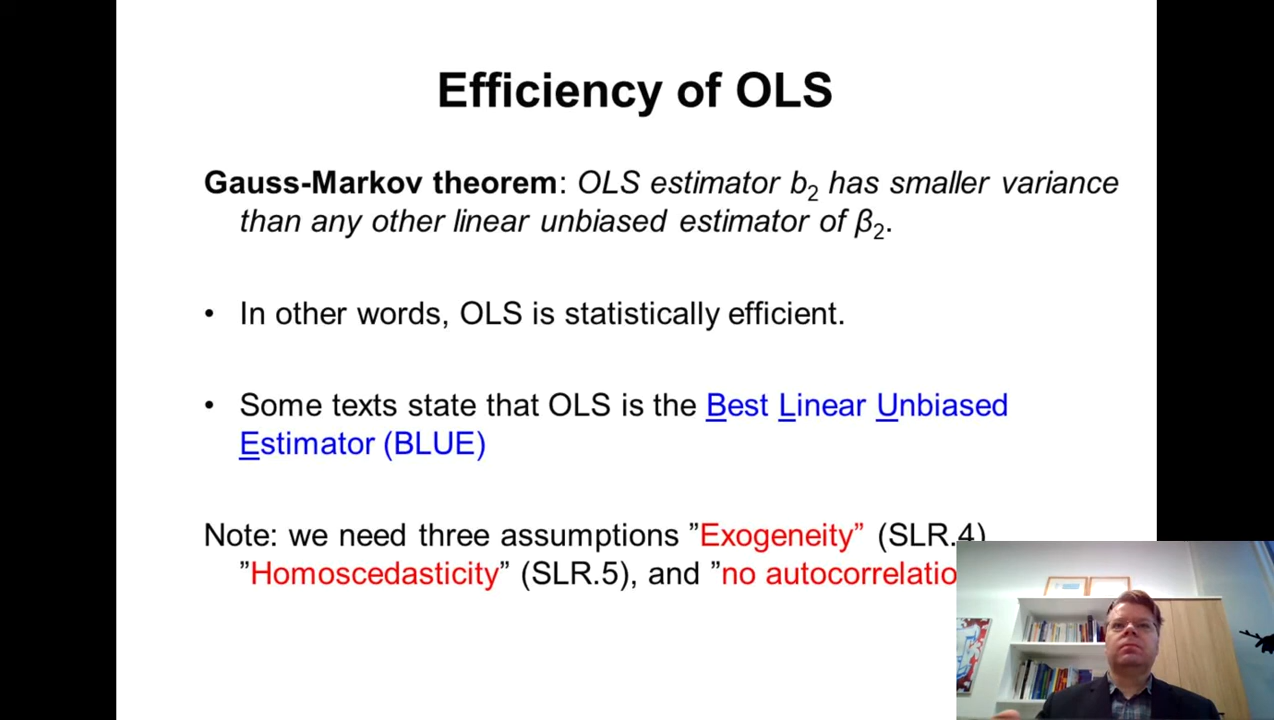 Efficiency of OLS
Gauss-Markov theorem: OLS estimator b₂ has smaller variance
than any other linear unbiased estimator of β₂.
• In other words, OLS is statistically efficient.
• Some texts state that OLS is the Best Linear Unbiased
Estimator (BLUE)
Note: we need three assumptions ”Exogeneity” (SLR.4)
”Homoscedasticity” (SLR.5), and ”no